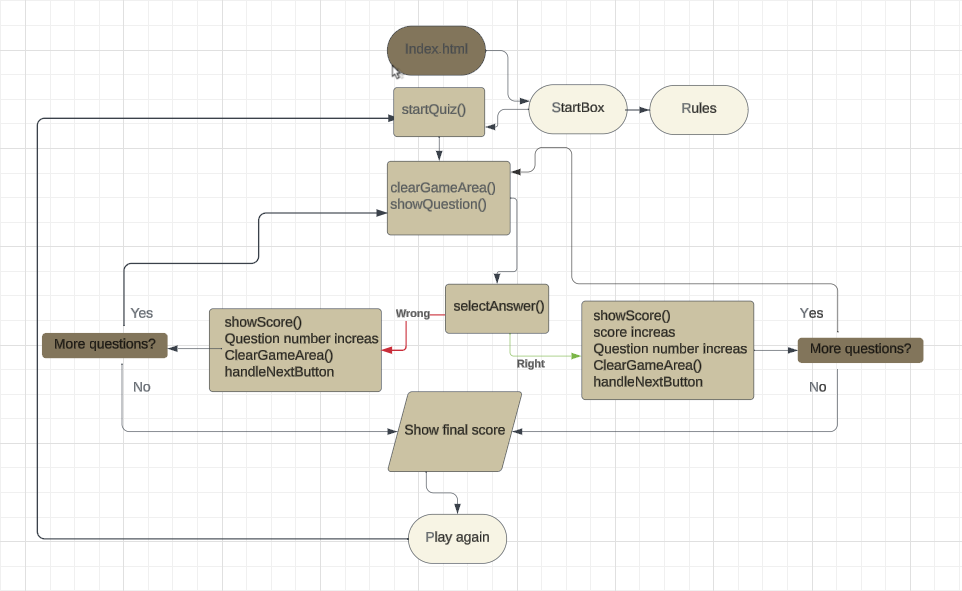 Index.html
startQuiz()
StartBox
Rules
clearGameArea()
showQuestion()
selectAnswer()
Wrong
Right
Yes
More questions?
No
showScore()
Question number increas
ClearGameArea()
handleNextButton
showScore()
score increas
Question number increas
ClearGameArea()
handleNextButton
Yes
More questions?
No
Show final score
Play again